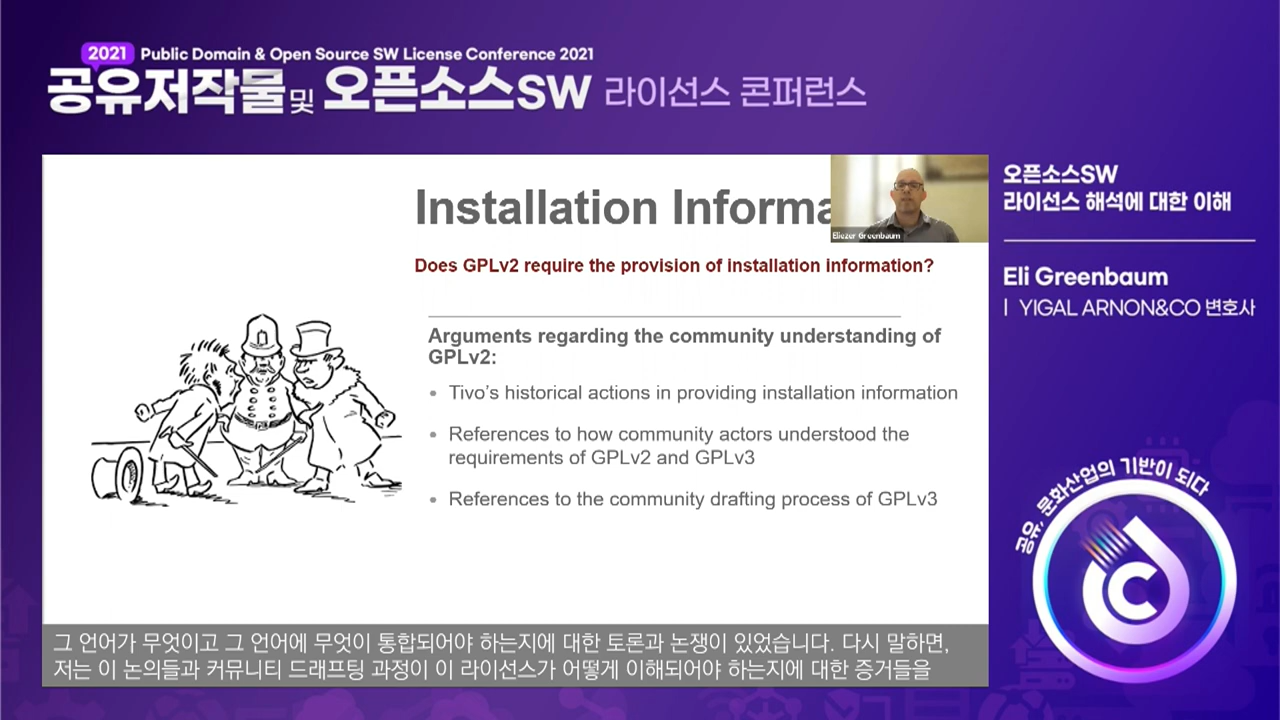 2021 Public Domain & Open Source SW License Conference 2021
공유저작물 및 오픈소스SW 라이선스 콘퍼런스
Installation Informa
Eliezer Greenbaum
Does GPLv2 require the provision of installation information?
Arguments regarding the community understanding of
GPLv2:
• Tivo's historical actions in providing installation information
• References to how community actors understood the
requirements of GPLv2 and GPLv3
• References to the community drafting process of GPLv3
그 언어가 무엇이고 그 언어에 무엇이 통합되어야 하는지에 대한 토론과 논쟁이 있었습니다. 다시 말하면,
저는 이 논의들과 커뮤니티 드래프팅 과정이 이 라이선스가 어떻게 이해되어야 하는지에 대한 증거들을
오픈소스SW
라이선스 해석에 대한 이해
Eli Greenbaum
| YIGAL ARNON&CO 변호사
공유, 문화산업의 기반이 되다